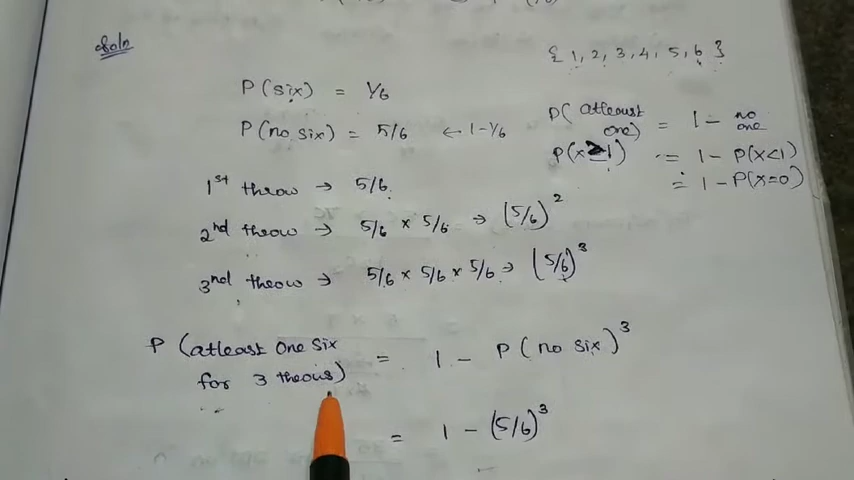 Soln
{ 1, 2, 3, 4, 5, 6 }
P(six) = 1/6
P(no six) = 5/6 ← 1-1/6
P( atleast one) = 1 - no one
P(x≥1) = 1 - P(x<1)
= 1 - P(x=0)
1st throw → 5/6.
2nd throw → 5/6 × 5/6 → (5/6)²
3nd throw → 5/6 × 5/6 × 5/6 → (5/6)³
P (atleast one six = 1 - P(no six)³
for 3 theows)
= 1 - (5/6)³